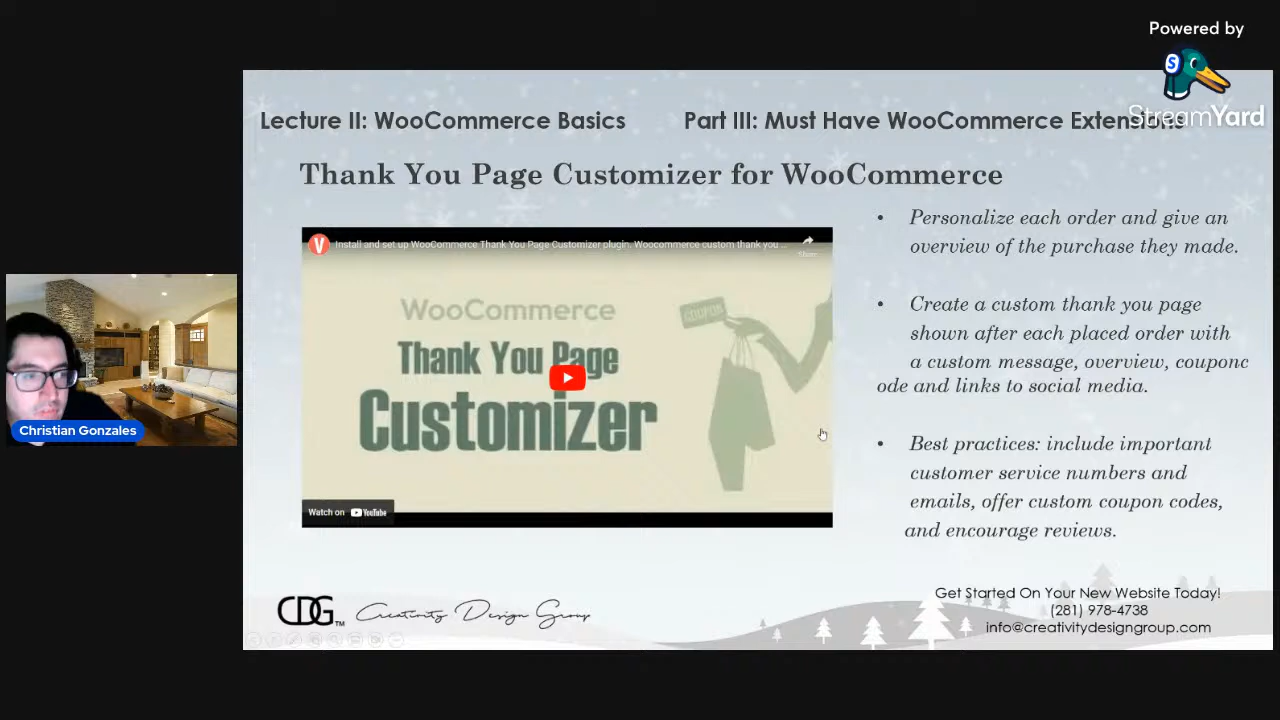 Powered by
StreamYard
Lecture II: WooCommerce Basics
Part III: Must Have WooCommerce Extensions
Thank You Page Customizer for WooCommerce
Install and set up WooCommerce Thank You Page Customizer plugin. Woocommerce custom thank you ...
Share
WooCommerce
Thank You Page
Customizer
COUPON
Watch on YouTube
• Personalize each order and give an
overview of the purchase they made.
• Create a custom thank you page
shown after each placed order with
a custom message, overview, couponc
ode and links to social media.
• Best practices: include important
customer service numbers and
emails, offer custom coupon codes,
and encourage reviews.
Christian Gonzales
CDG™ Creativity Design Group
Get Started On Your New Website Today!
(281) 978-4738
info@creativitydesigngroup.com